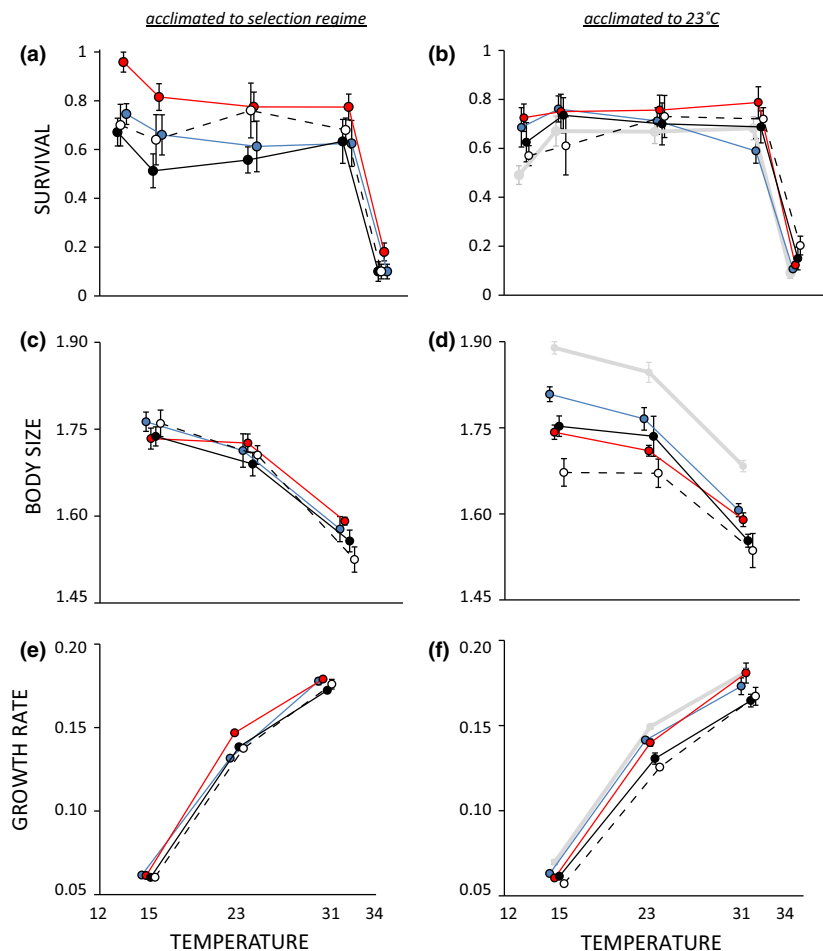 acclimated to selection regime
acclimated to 23˚C
(a)
(b)
SURVIVAL
1
0.8
0.6
0.4
0.2
0
1
0.8
0.6
0.4
0.2
0
(c)
(d)
BODY SIZE
1.90
1.75
1.60
1.45
1.90
1.75
1.60
1.45
(e)
(f)
GROWTH RATE
0.20
0.15
0.10
0.05
0.20
0.15
0.10
0.05
12 15 23 31 34
12 15 23 31 34
TEMPERATURE
TEMPERATURE